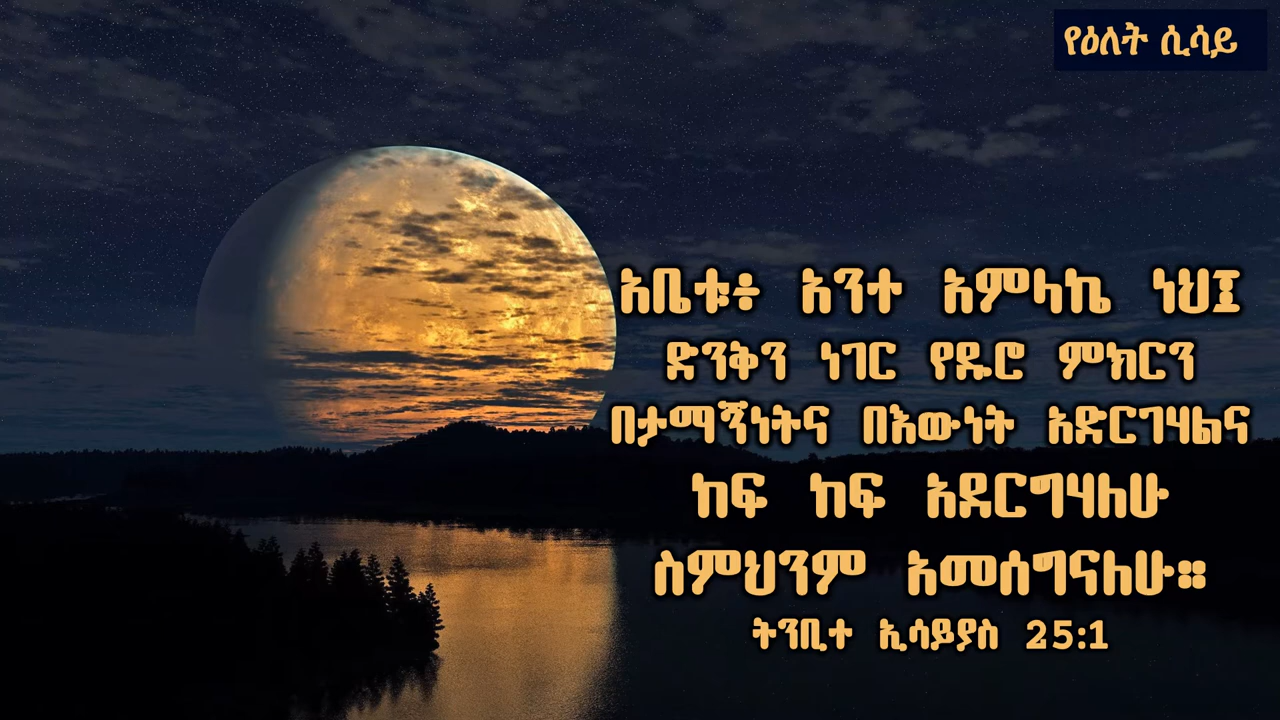 የዕለት ሲሳይ
አቤቱ፥ አንተ አምላኬ ነህ፤
ድንቅን ነገር የዱሮ ምክርን
በታማኝነትና በእውነት አድርገሃልና
ከፍ ከፍ አደርግሃለሁ
ስምህንም አመሰግናለሁ።
ትንቢተ ኢሳይያስ 25:1